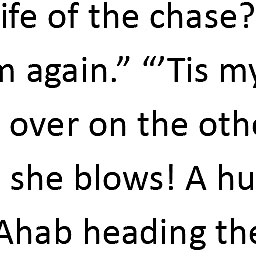 ife of the chase?
m again.” “’Tis my
over on the othe
she blows! A hu
Ahab heading the